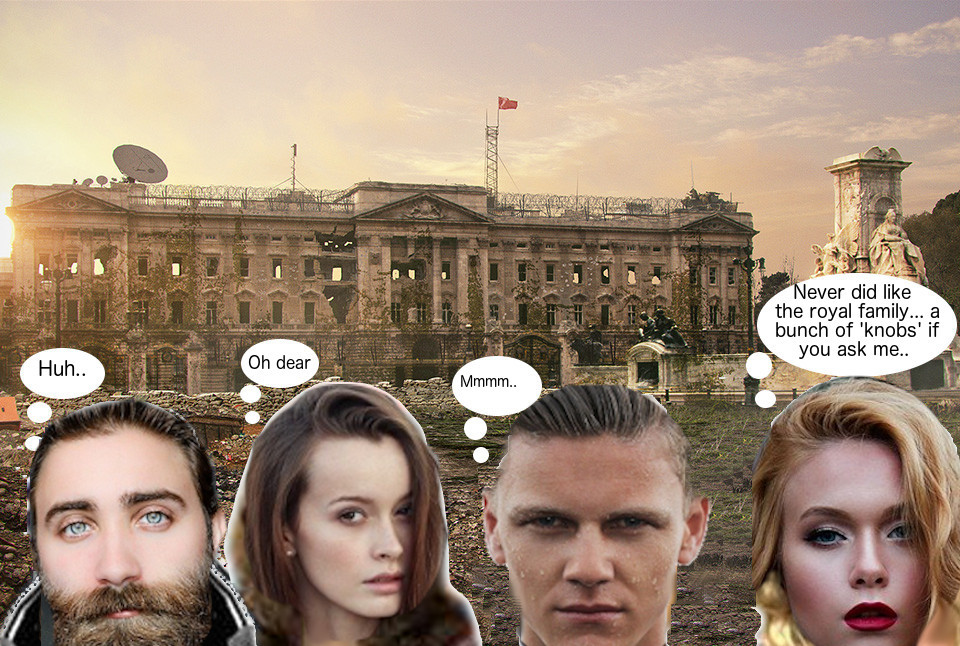 Huh..
Oh dear
Mmmm..
Never did like
the royal family... a
bunch of 'knobs' if
you ask me..